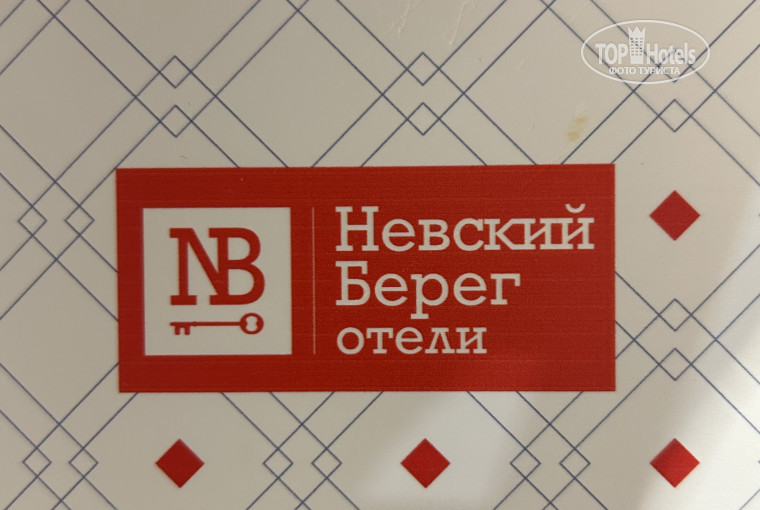 TOP Hotels
ФОТО ТУРИСТА
NB
Невский
Берег
отели